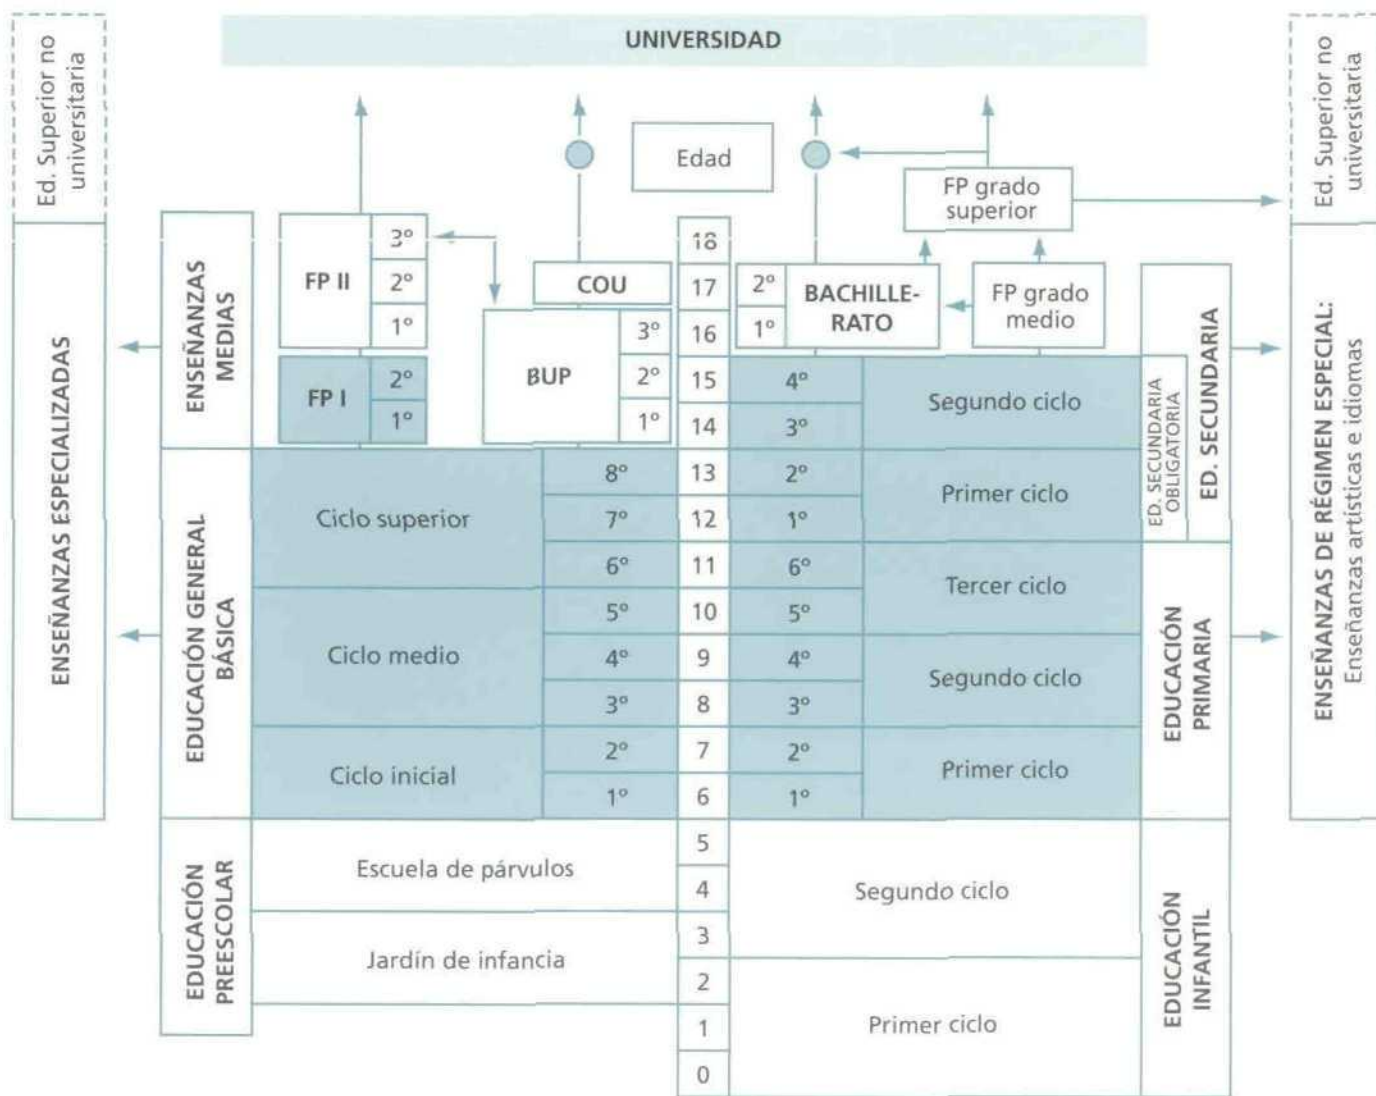 UNIVERSIDAD
Ed. Superior no
universitaria
ENSEÑANZAS ESPECIALIZADAS
ENSEÑANZAS
MEDIAS
EDUCACIÓN GENERAL
BÁSICA
EDUCACIÓN
PREESCOLAR
FP II
3º
2º
1º
FP I
2º
1º
COU
BUP
3º
2º
1º
Ciclo superior
8º
7º
6º
Ciclo medio
5º
4º
3º
Ciclo inicial
2º
1º
Escuela de párvulos
Jardín de infancia
Edad
18
17
16
15
14
13
12
11
10
9
8
7
6
5
4
3
2
1
0
2º
1º
BACHILLE-
RATO
FP grado
superior
FP grado
medio
4º
3º
Segundo ciclo
2º
1º
Primer ciclo
6º
5º
Tercer ciclo
4º
3º
Segundo ciclo
2º
1º
Primer ciclo
Segundo ciclo
Primer ciclo
ED. SECUNDARIA
OBLIGATORIA
ED. SECUNDARIA
EDUCACIÓN
PRIMARIA
EDUCACIÓN
INFANTIL
Ed. Superior no
universitaria
ENSEÑANZAS DE RÉGIMEN ESPECIAL:
Enseñanzas artísticas e idiomas